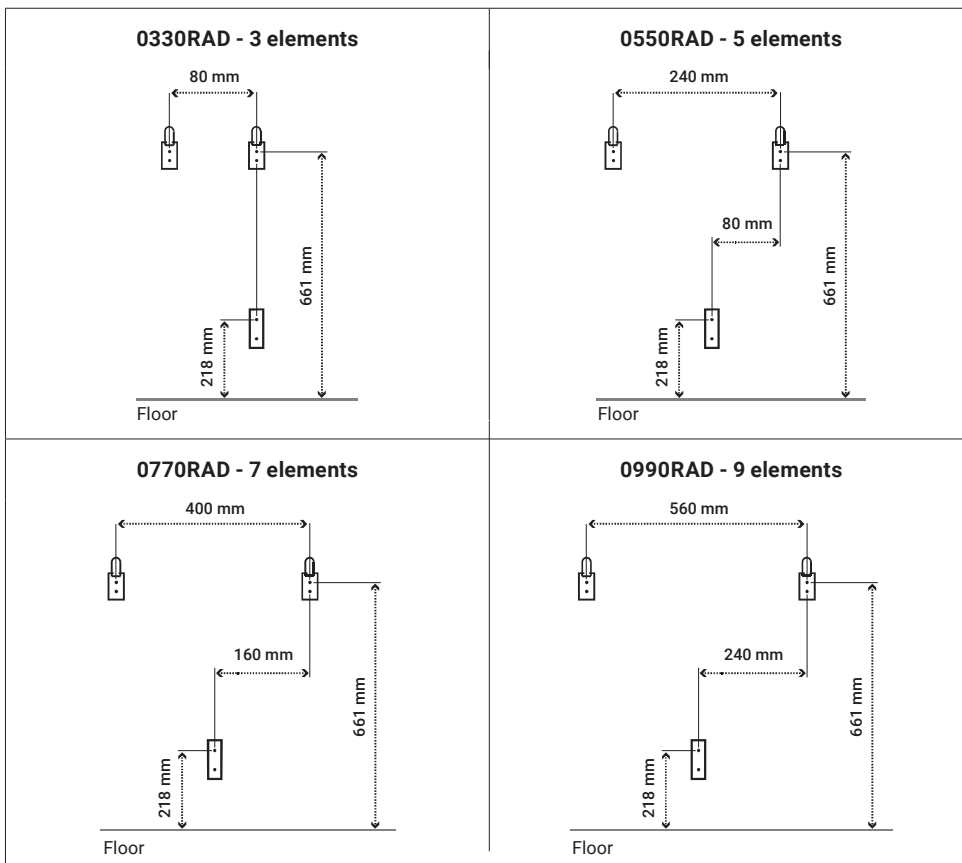 0330RAD - 3 elements
80 mm
661 mm
218 mm
Floor
0550RAD - 5 elements
240 mm
80 mm
661 mm
218 mm
Floor
0770RAD - 7 elements
400 mm
160 mm
661 mm
218 mm
Floor
0990RAD - 9 elements
560 mm
240 mm
661 mm
218 mm
Floor